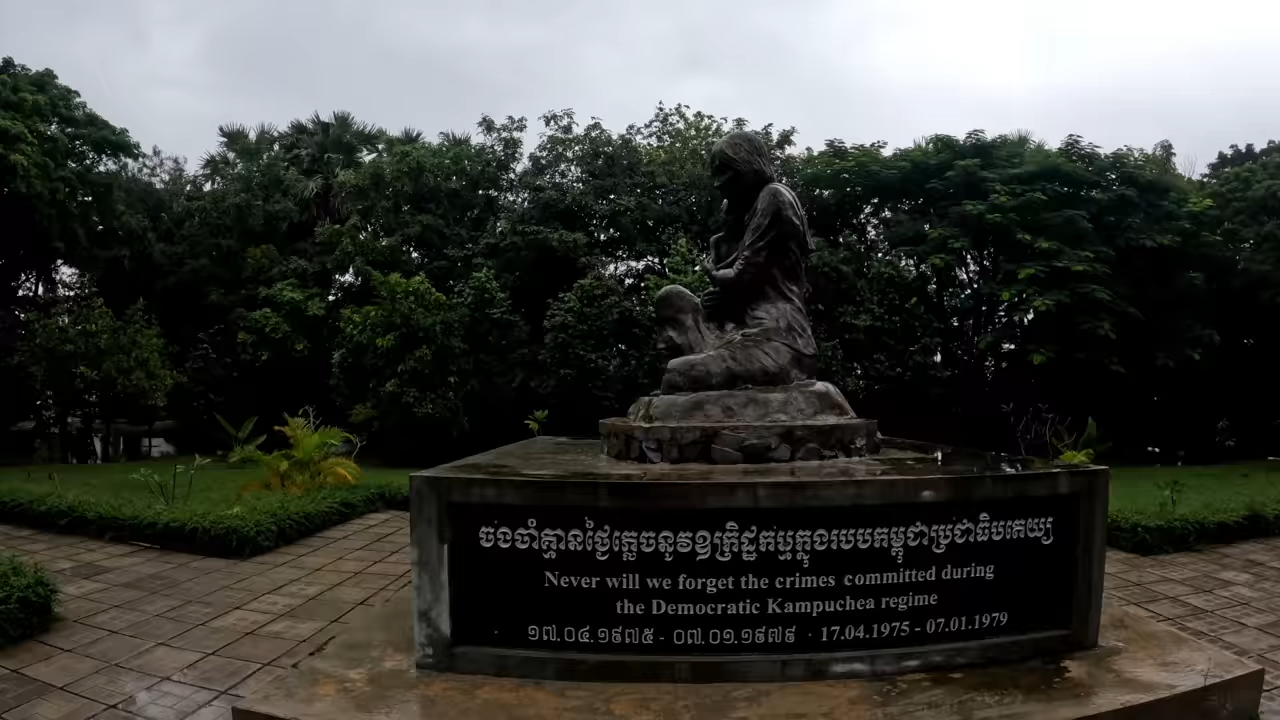 ចងចាំគ្មានថ្ងៃភ្លេចនូវឧក្រិដ្ឋកម្មក្នុងរបបកម្ពុជាប្រជាធិបតេយ្យ
Never will we forget the crimes committed during
the Democratic Kampuchea regime
១៧.០៤.១៩៧៥ - ០៧.០១.១៩៧៩ · 17.04.1975 - 07.01.1979